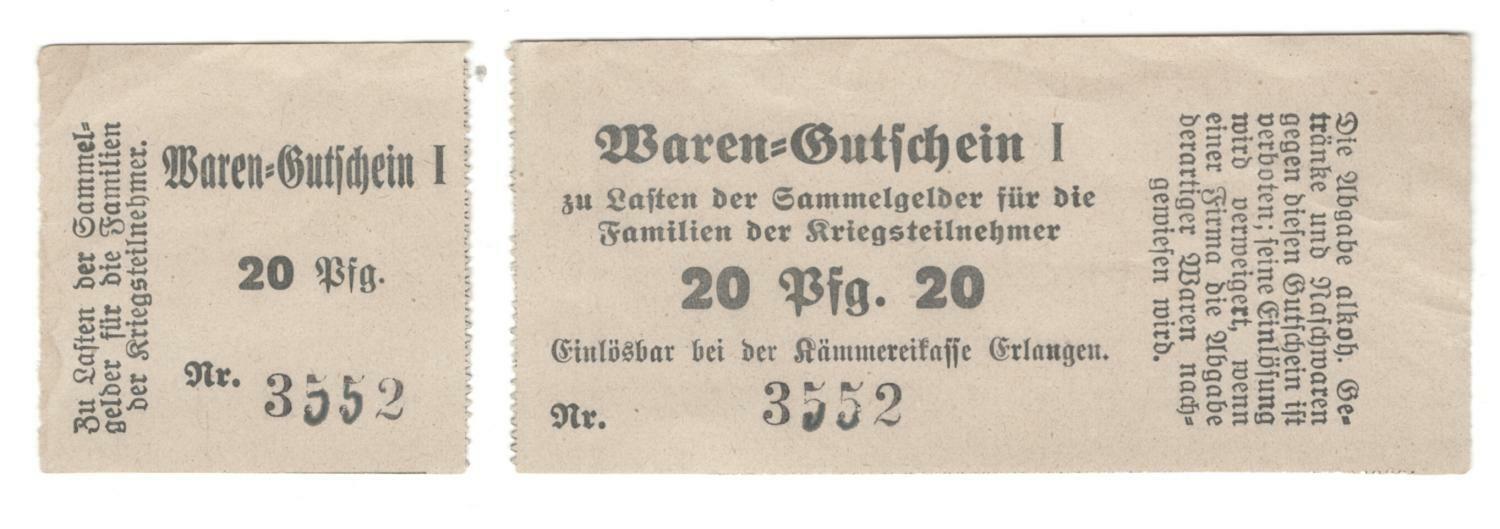 Zu Laſten der Sammel-
gelder für die Familien
der Kriegsteilnehmer.
Waren-Gutſchein I
20 Pfg.
Nr. 3552
Waren-Gutſchein I
zu Laſten der Sammelgelder für die
Familien der Kriegsteilnehmer
20 Pfg. 20
Einlösbar bei der Kämmereikaſſe Erlangen.
Nr. 3552
Die Abgabe alkoh. Ge-
tränke und Naſchwaren
gegen dieſen Gutſchein iſt
verboten; ſeine Einlöſung
wird verweigert, wenn
einer Firma die Abgabe
derartiger Waren nach-
gewieſen wird.